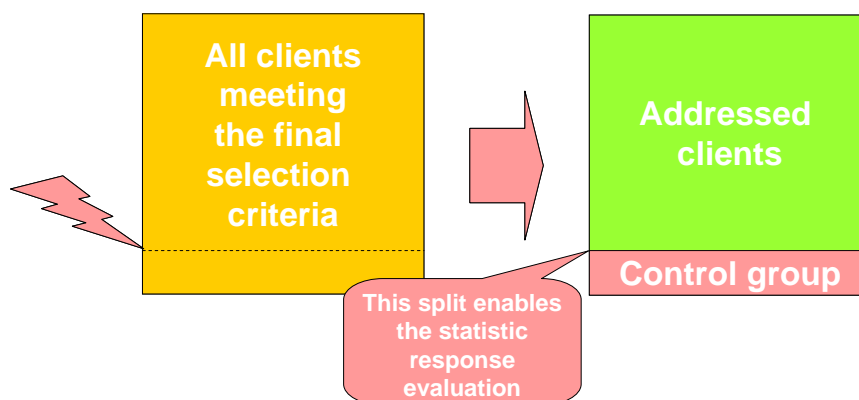 All clients
meeting
the final
selection
criteria
Addressed
clients
Control group
This split enables
the statistic
response
evaluation